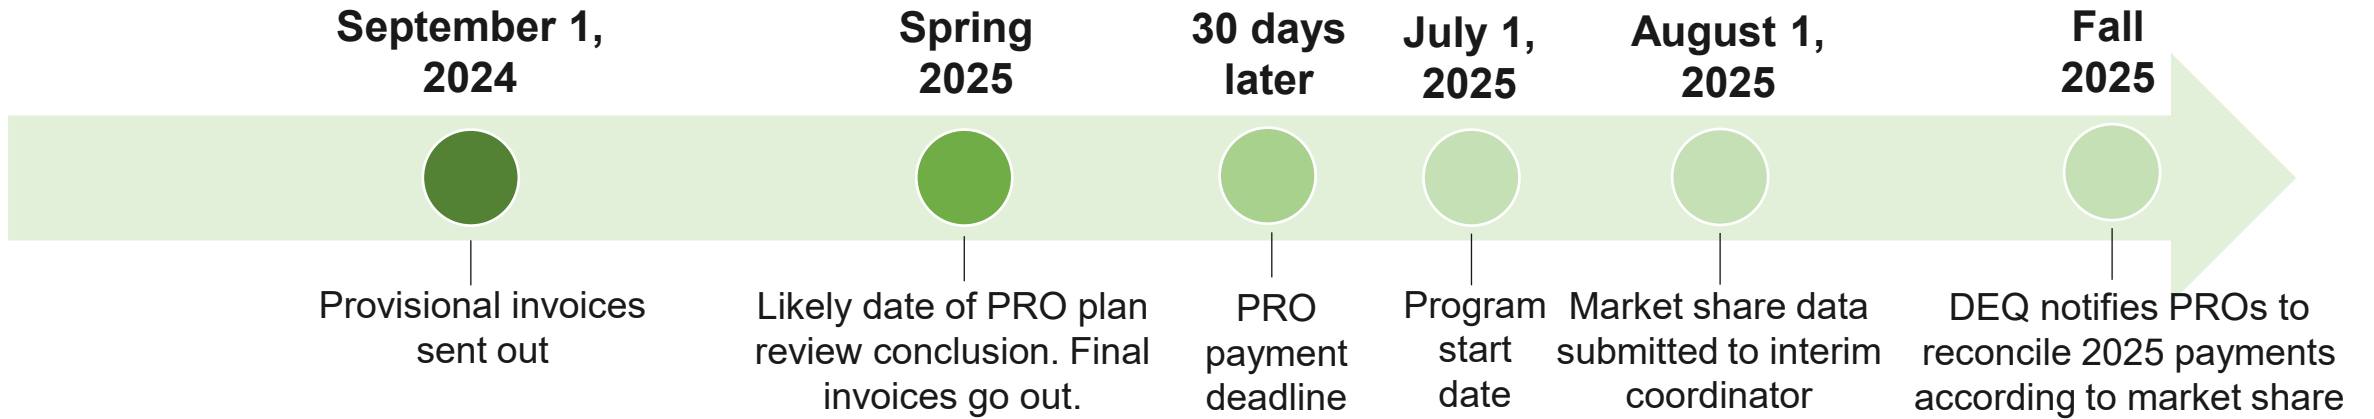 September 1,
2024
Provisional invoices
sent out
Spring
2025
Likely date of PRO plan
review conclusion. Final
invoices go out.
30 days
later
PRO
payment
deadline
July 1,
2025
Program
start
date
August 1,
2025
Market share data
submitted to interim
coordinator
Fall
2025
DEQ notifies PROs to
reconcile 2025 payments
according to market share